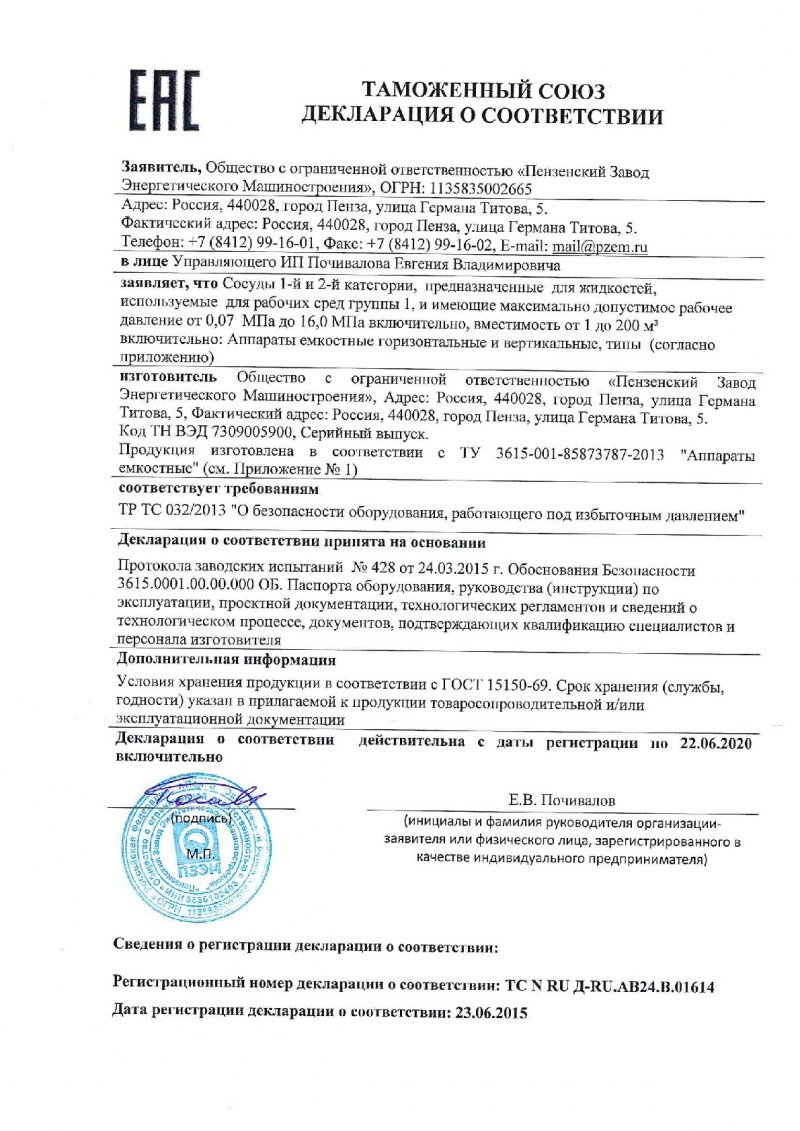 ЕАС
ТАМОЖЕННЫЙ СОЮЗ
ДЕКЛАРАЦИЯ О СООТВЕТСТВИИ
Заявитель, Общество с ограниченной ответственностью «Пензенский Завод
Энергетического Машиностроения», ОГРН: 1135835002665
Адрес: Россия, 440028, город Пенза, улица Германа Титова, 5.
Фактический адрес: Россия, 440028, город Пенза, улица Германа Титова, 5.
Телефон: +7 (8412) 99-16-01, Факс: +7 (8412) 99-16-02, E-mail: mail@pzem.ru
в лице Управляющего ИП Почивалова Евгения Владимировича
заявляет, что Сосуды 1-й и 2-й категории, предназначенные для жидкостей,
используемые для рабочих сред группы 1, и имеющие максимально допустимое рабочее
давление от 0,07 МПа до 16,0 МПа включительно, вместимость от 1 до 200 м³
включительно: Аппараты емкостные горизонтальные и вертикальные, типы (согласно
приложению)
изготовитель Общество с ограниченной ответственностью «Пензенский Завод
Энергетического Машиностроения», Адрес: Россия, 440028, город Пенза, улица Германа
Титова, 5, Фактический адрес: Россия, 440028, город Пенза, улица Германа Титова, 5.
Код ТН ВЭД 7309005900, Серийный выпуск.
Продукция изготовлена в соответствии с ТУ 3615-001-85873787-2013 "Аппараты
емкостные" (см. Приложение № 1)
соответствует требованиям
ТР ТС 032/2013 "О безопасности оборудования, работающего под избыточным давлением"
Декларация о соответствии принята на основании
Протокола заводских испытаний № 428 от 24.03.2015 г. Обоснования Безопасности
3615.0001.00.00.000 ОБ. Паспорта оборудования, руководства (инструкции) по
эксплуатации, проектной документации, технологических регламентов и сведений о
технологическом процессе, документов, подтверждающих квалификацию специалистов и
персонала изготовителя
Дополнительная информация
Условия хранения продукции в соответствии с ГОСТ 15150-69. Срок хранения (службы,
годности) указан в прилагаемой к продукции товаросопроводительной и/или
эксплуатационной документации
Декларация о соответствии действительна с даты регистрации по 22.06.2020
включительно
Е.В. Почивалов
(подпись)
(инициалы и фамилия руководителя организации-
заявителя или физического лица, зарегистрированного в
качестве индивидуального предпринимателя)
М.П.
ПЗЭМ
Сведения о регистрации декларации о соответствии:
Регистрационный номер декларации о соответствии: ТС N RU Д-RU.АВ24.В.01614
Дата регистрации декларации о соответствии: 23.06.2015